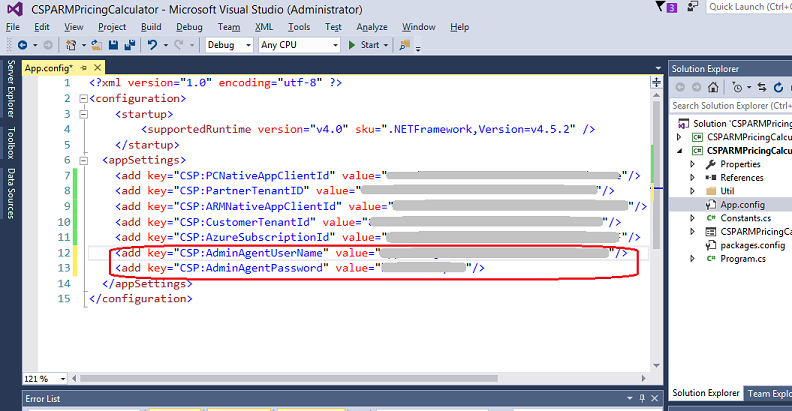 CSPARMPricingCalculator - Microsoft Visual Studio (Administrator)
3
Quick Launch (Ctrl+
File Edit View Project Build Debug Team XML Tools Test Analyze Window Help
Debug Any CPU Start
Server Explorer
Toolbox
Data Sources
App.config*
1 <?xml version="1.0" encoding="utf-8" ?>
2 <configuration>
3 <startup>
4 <supportedRuntime version="v4.0" sku=".NETFramework,Version=v4.5.2" />
5 </startup>
6 <appSettings>
7 <add key="CSP:PCNativeAppClientId" value="
"/>
8 <add key="CSP:PartnerTenantID" value="
"/>
9 <add key="CSP:ARMNativeAppClientId" value="
"/>
10 <add key="CSP:CustomerTenantId" value="
"/>
11 <add key="CSP:AzureSubscriptionId" value="
"/>
12 <add key="CSP:AdminAgentUserName" value="
"/>
13 <add key="CSP:AdminAgentPassword" value="
"/>
14 </appSettings>
15 </configuration>
121 %
Error List
Solution Explorer
Search Solution Explorer (Ctrl+
Solution 'CSPARMPricing
CSPARMPricingCalcu
CSPARMPricingCalcu
Properties
References
Util
App.config
Constants.cs
CSPARMPricingCa
packages.config
Program.cs
Solution Explorer Team Explo